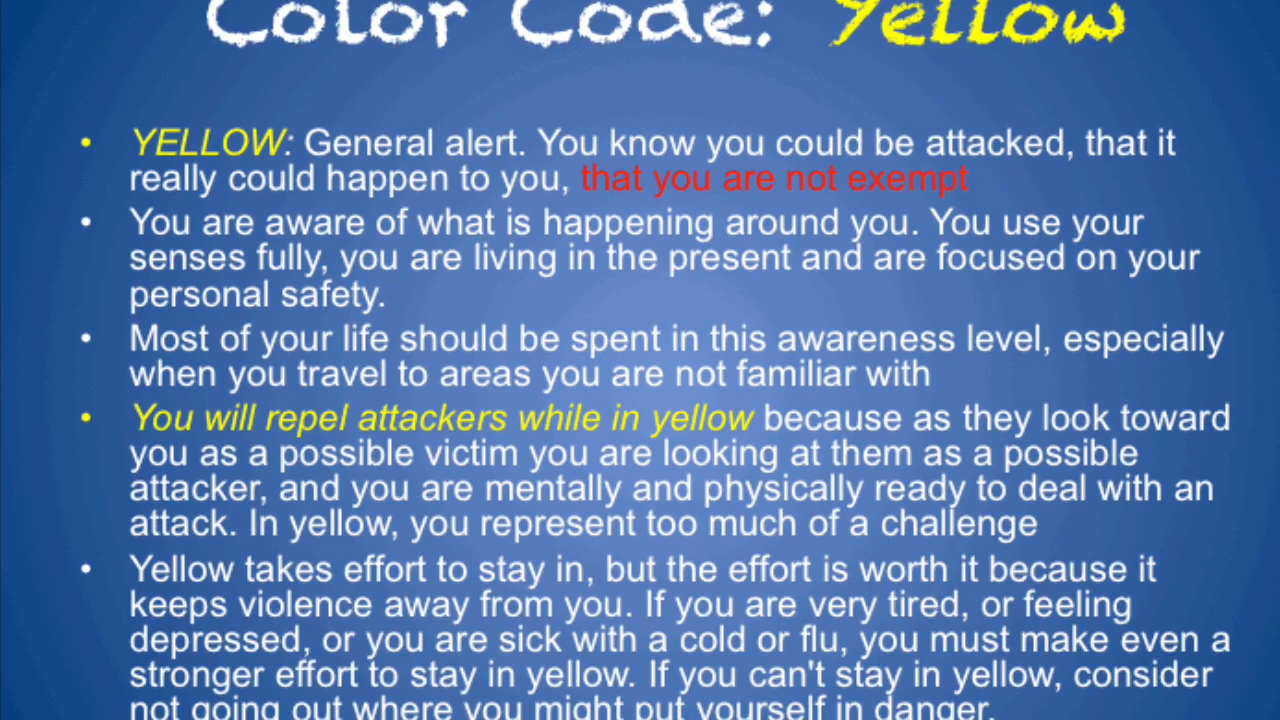 Color Code: Yellow
• YELLOW: General alert. You know you could be attacked, that it
really could happen to you, that you are not exempt
• You are aware of what is happening around you. You use your
senses fully, you are living in the present and are focused on your
personal safety.
• Most of your life should be spent in this awareness level, especially
when you travel to areas you are not familiar with
• You will repel attackers while in yellow because as they look toward
you as a possible victim you are looking at them as a possible
attacker, and you are mentally and physically ready to deal with an
attack. In yellow, you represent too much of a challenge
• Yellow takes effort to stay in, but the effort is worth it because it
keeps violence away from you. If you are very tired, or feeling
depressed, or you are sick with a cold or flu, you must make even a
stronger effort to stay in yellow. If you can't stay in yellow, consider
not going out where you might put yourself in danger.